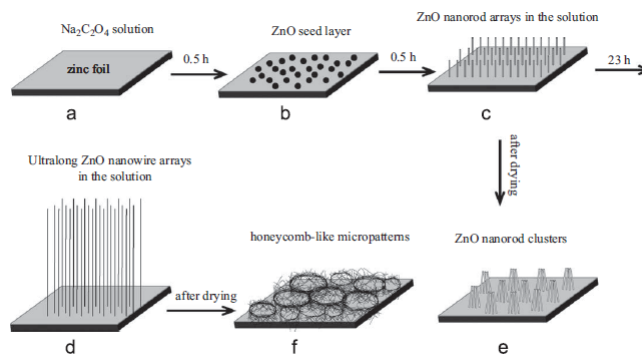 Na₂C₂O₄ solution
zinc foil
a
0.5 h
ZnO seed layer
b
0.5 h
ZnO nanorod arrays in the solution
c
23 h
after drying
Ultralong ZnO nanowire arrays
in the solution
d
after drying
honeycomb-like micropatterns
f
ZnO nanorod clusters
e